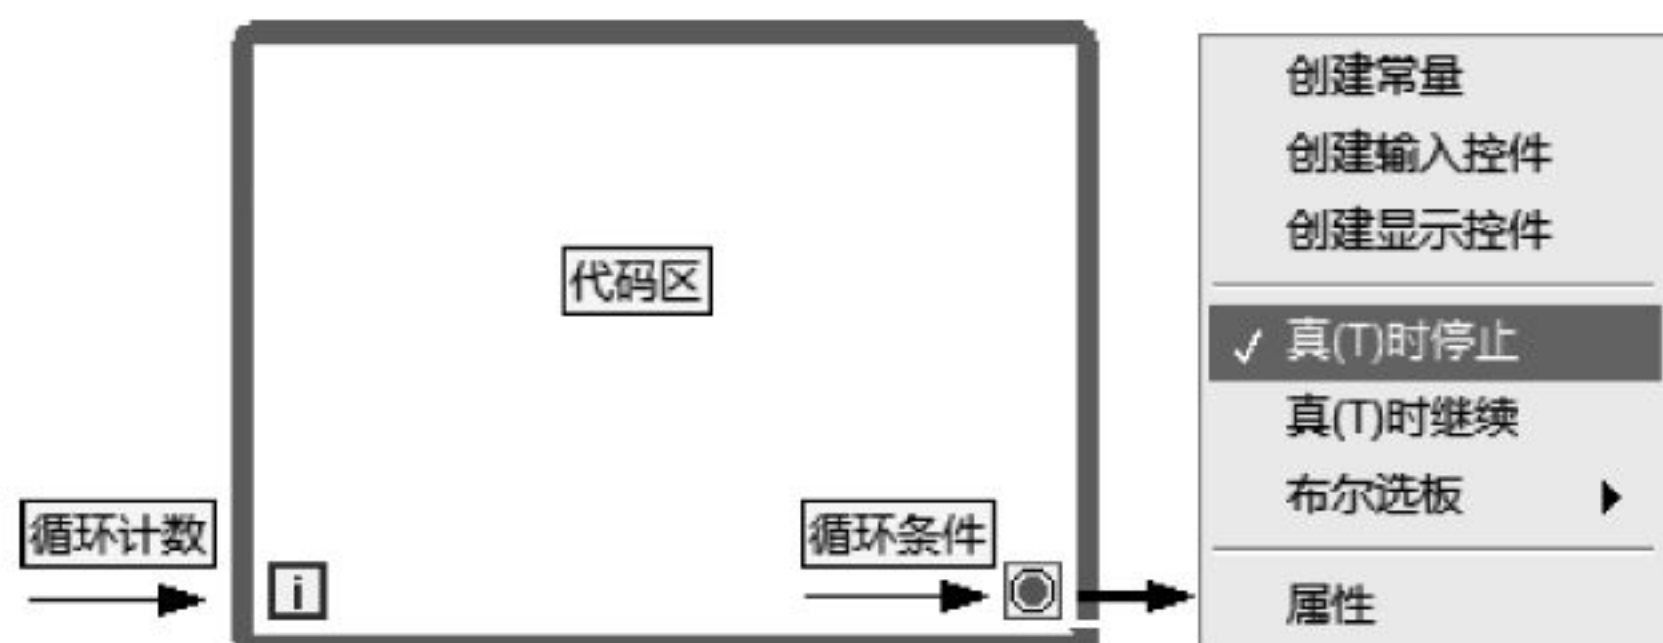 代码区
循环计数
i
循环条件
创建常量
创建输入控件
创建显示控件
✓ 真(T)时停止
真(T)时继续
布尔选板
属性